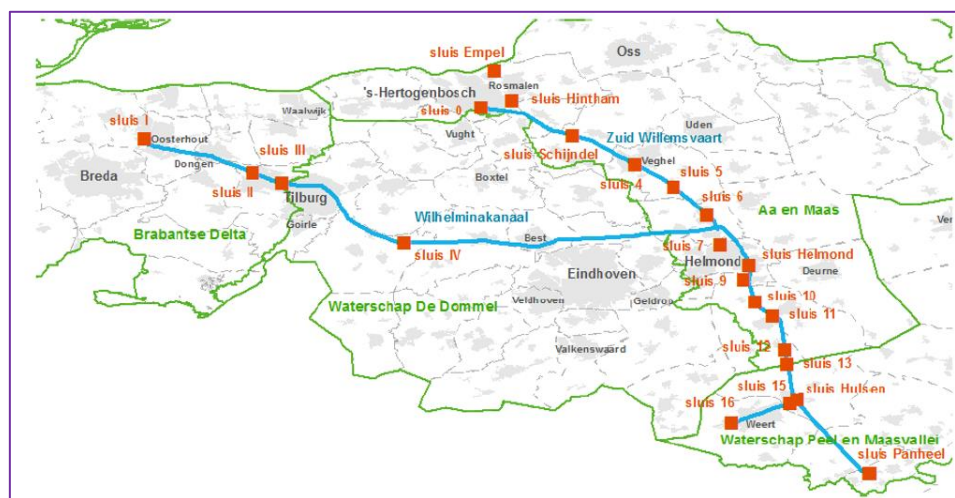 Oss
sluis Empel
's-Hertogenbosch
Rosmalen
sluis 0
sluis Hintham
Waalwijk
sluis I
Oosterhout
sluis III
Vught
Zuid Willemsvaart
Uden
Dongen
sluis Schijndel
Veghel
sluis 4
sluis 5
Breda
Boxtel
sluis II
Tilburg
sluis 6
Goirle
Wilhelminakanaal
Aa en Maas
Ven
Brabantse Delta
Best
sluis IV
sluis 7
Helmond
sluis Helmond
Deurne
Eindhoven
sluis 9
Waterschap De Dommel
Veldhoven
Geldrop
sluis 10
sluis 11
Valkenswaard
sluis 12
sluis 13
sluis 15
sluis Hulsen
sluis 16
Weert
Waterschap Peel en Maasvallei
sluis Panheel